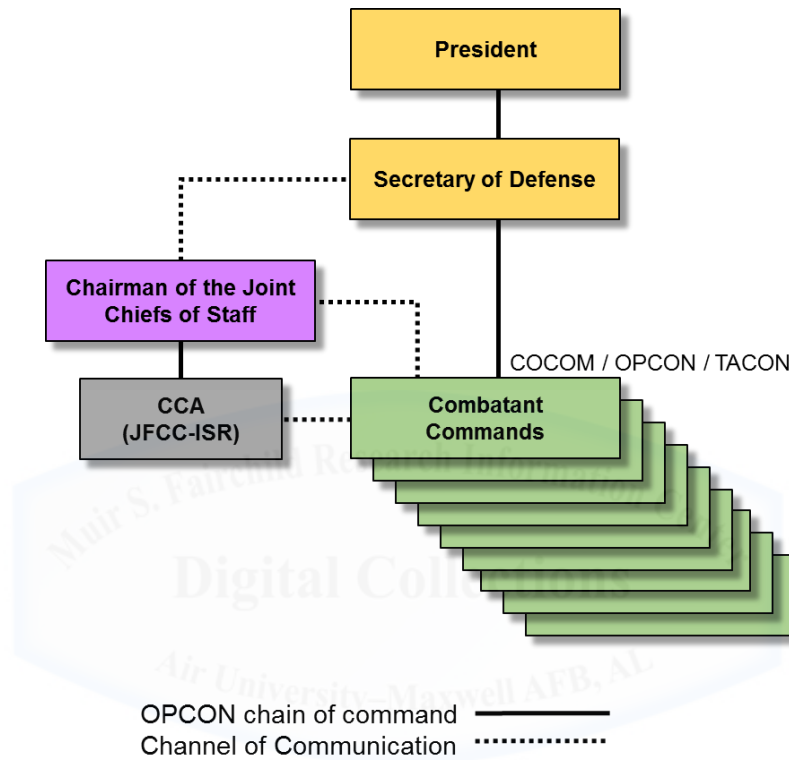 President
Secretary of Defense
Chairman of the Joint
Chiefs of Staff
COCOM / OPCON / TACON
CCA
(JFCC-ISR)
Combatant
Commands
Muir S. Fairchild Research Information Center
Digital Collections
Air University–Maxwell AFB, AL
OPCON chain of command
Channel of Communication